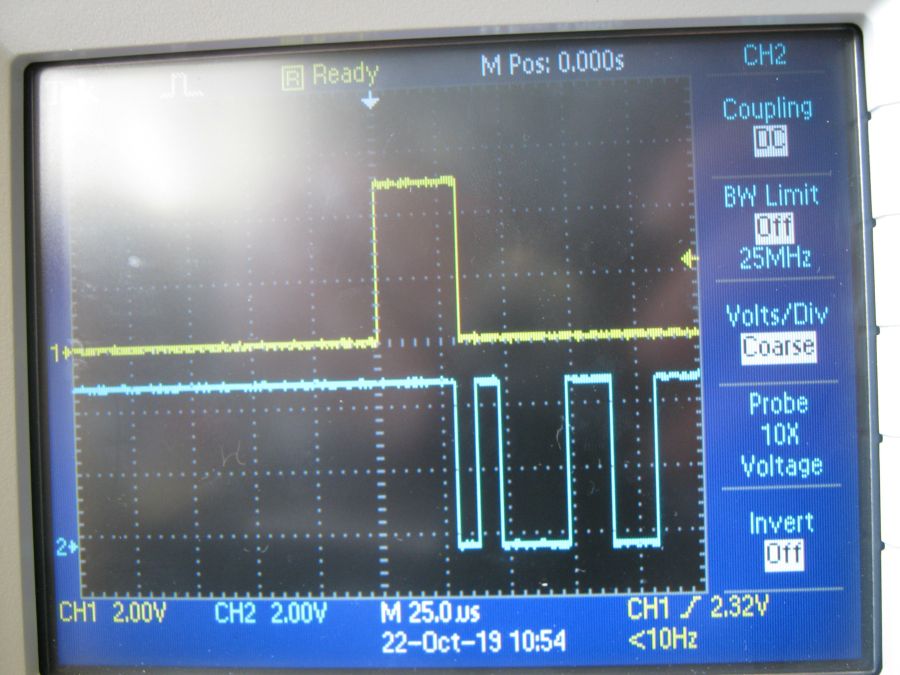 R Ready M Pos: 0.000s CH2
Coupling
DC
BW Limit
Off
25MHz
Volts/Div
Coarse
Probe
10X
Voltage
Invert
Off
1
2
CH1 2.00V CH2 2.00V M 25.0us CH1 2.32V
22-Oct-19 10:54 <10Hz